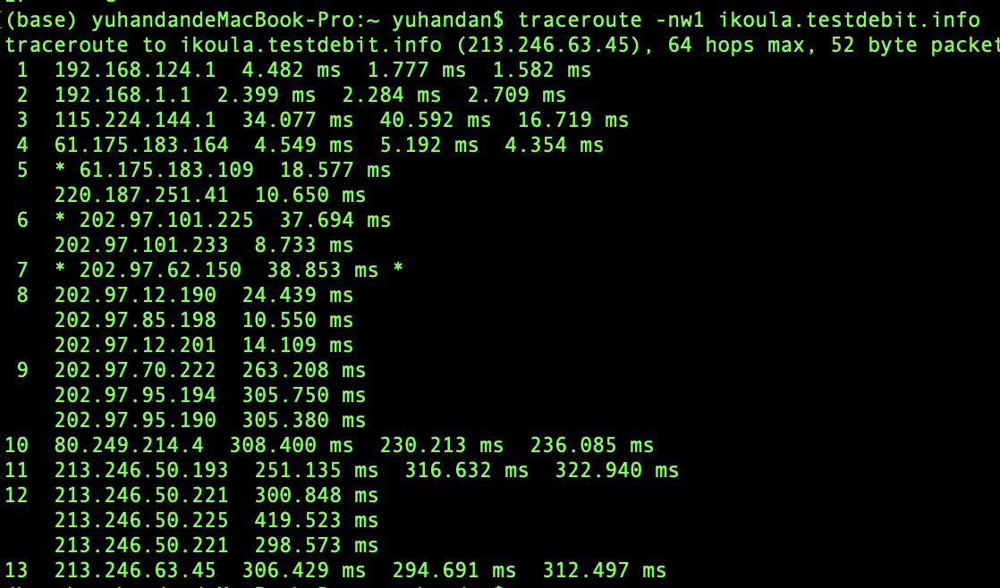 (base) yuhandandeMacBook-Pro:~ yuhandan$ traceroute -nw1 ikoula.testdebit.info
traceroute to ikoula.testdebit.info (213.246.63.45), 64 hops max, 52 byte packet
1 192.168.124.1 4.482 ms 1.777 ms 1.582 ms
2 192.168.1.1 2.399 ms 2.284 ms 2.709 ms
3 115.224.144.1 34.077 ms 40.592 ms 16.719 ms
4 61.175.183.164 4.549 ms 5.192 ms 4.354 ms
5 * 61.175.183.109 18.577 ms
220.187.251.41 10.650 ms
6 * 202.97.101.225 37.694 ms
202.97.101.233 8.733 ms
7 * 202.97.62.150 38.853 ms *
8 202.97.12.190 24.439 ms
202.97.85.198 10.550 ms
202.97.12.201 14.109 ms
9 202.97.70.222 263.208 ms
202.97.95.194 305.750 ms
202.97.95.190 305.380 ms
10 80.249.214.4 308.400 ms 230.213 ms 236.085 ms
11 213.246.50.193 251.135 ms 316.632 ms 322.940 ms
12 213.246.50.221 300.848 ms
213.246.50.225 419.523 ms
213.246.50.221 298.573 ms
13 213.246.63.45 306.429 ms 294.691 ms 312.497 ms